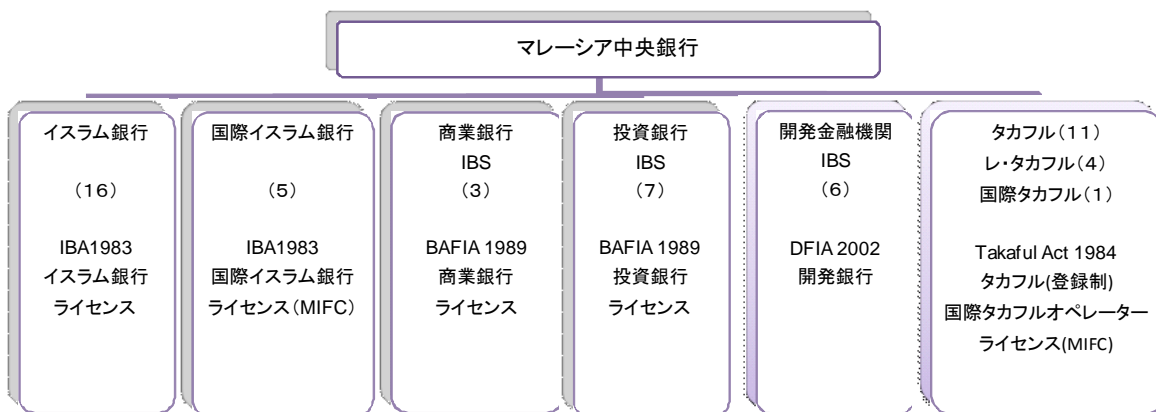 マレーシア中央銀行
イスラム銀行
（16）
IBA1983
イスラム銀行
ライセンス
国際イスラム銀行
（5）
IBA1983
国際イスラム銀行
ライセンス（MIFC）
商業銀行
IBS
（3）
BAFIA 1989
商業銀行
ライセンス
投資銀行
IBS
（7）
BAFIA 1989
投資銀行
ライセンス
開発金融機関
IBS
（6）
DFIA 2002
開発銀行
タカフル（11）
レ・タカフル（4）
国際タカフル（1）
Takaful Act 1984
タカフル(登録制)
国際タカフルオペレーター
ライセンス(MIFC)